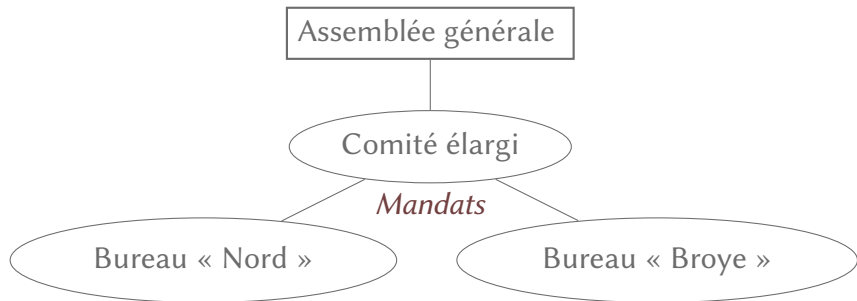 Assemblée générale
Comité élargi
Mandats
Bureau « Nord »
Bureau « Broye »